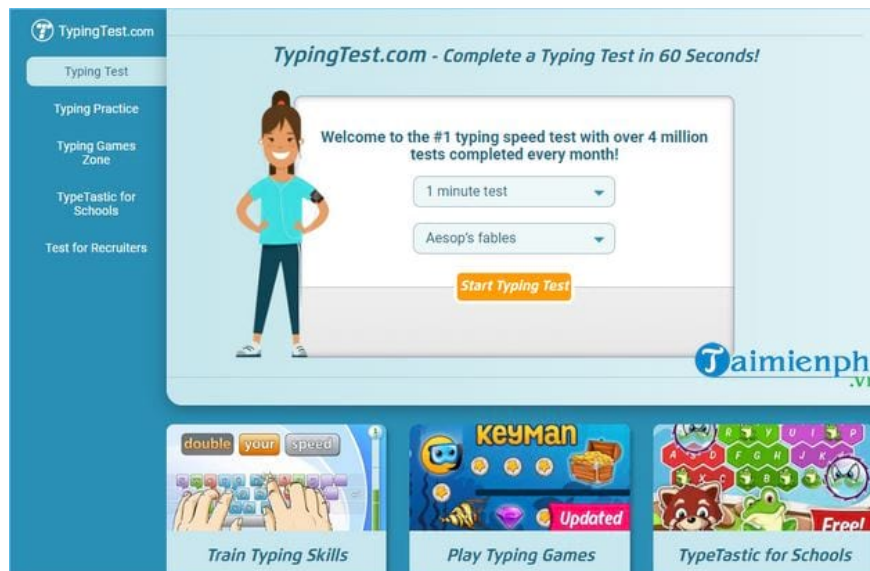 TypingTest.com
Typing Test
Typing Practice
Typing Games
Zone
TypeTastic for
Schools
Test for Recruiters
TypingTest.com - Complete a Typing Test in 60 Seconds!
Welcome to the #1 typing speed test with over 4 million
tests completed every month!
1 minute test
Aesop's fables
Start Typing Test
Taimienph
.vn
double your speed
Train Typing Skills
KeyMan
Updated
Play Typing Games
R Y U I P
A S D F G H J K
X C B
Free!
TypeTastic for Schools